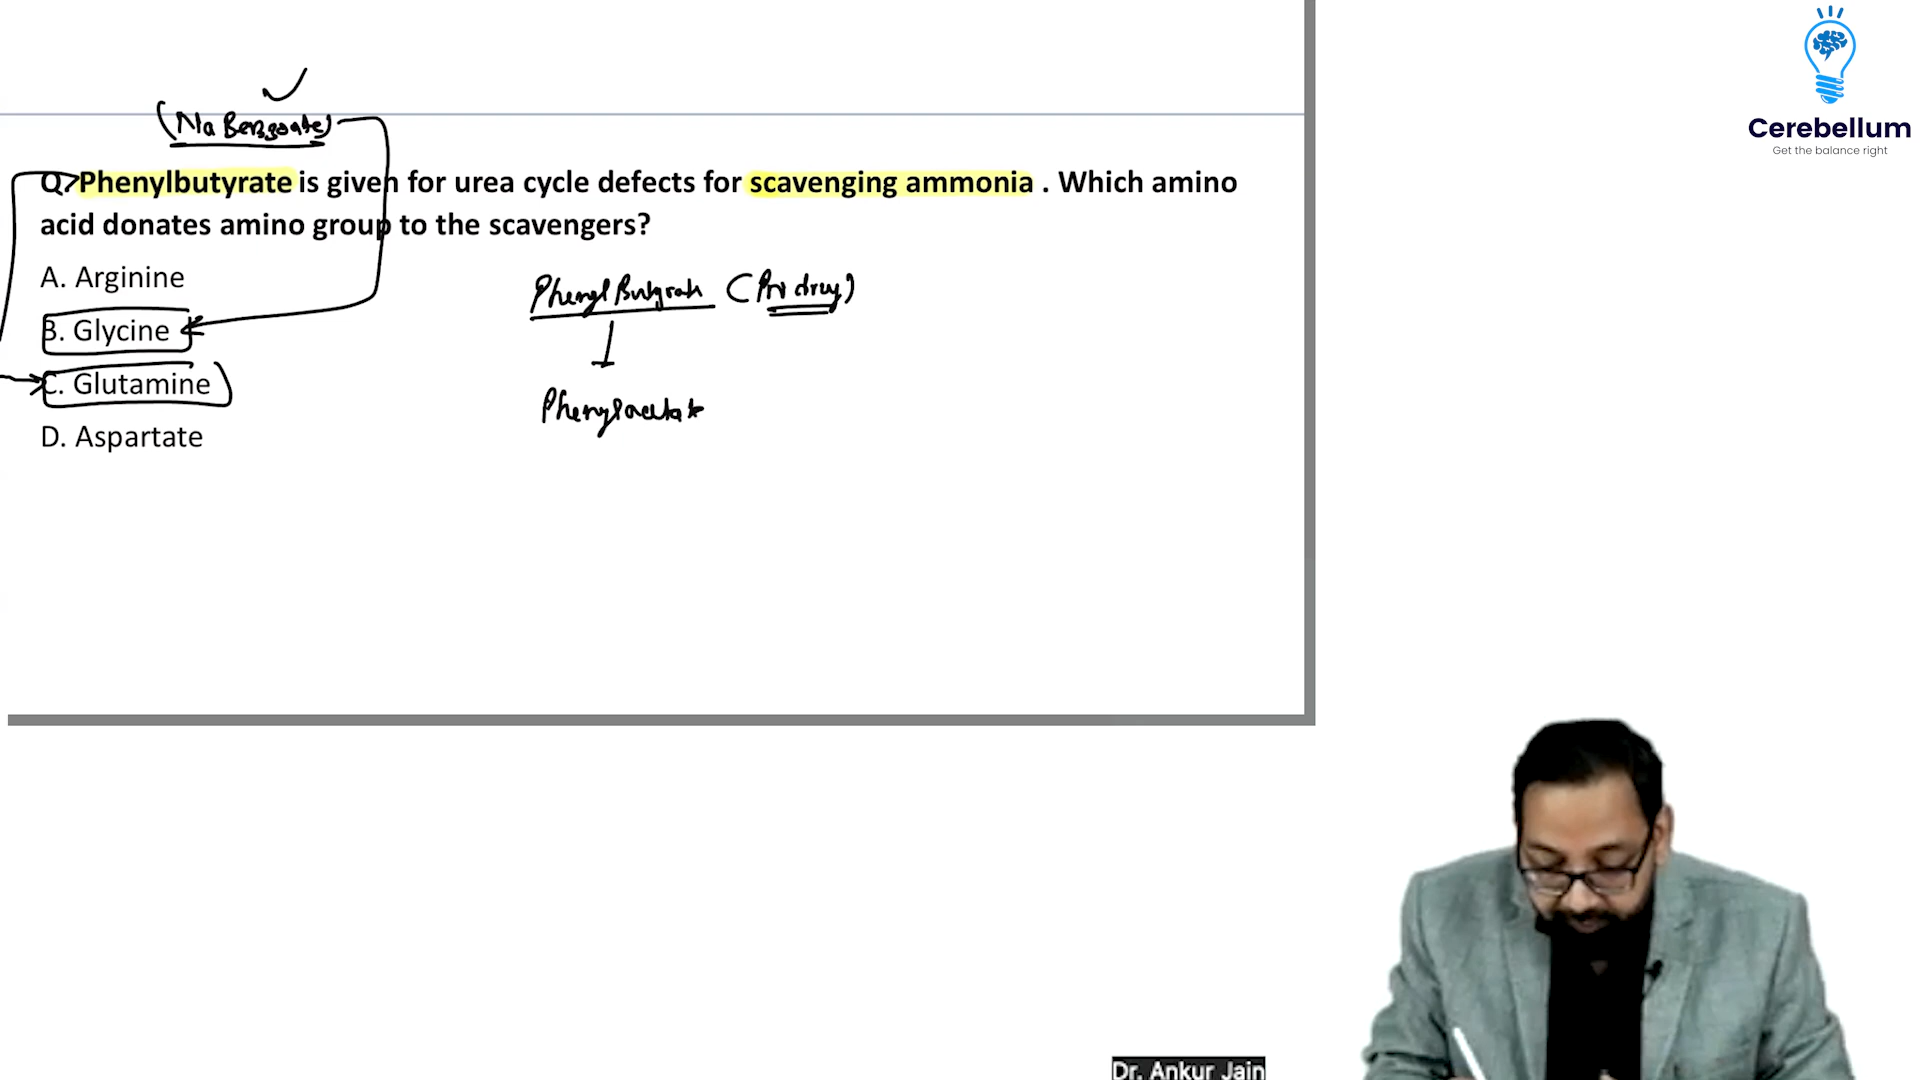 Cerebellum
Get the balance right
(Na Benzoate)
Q. Phenylbutyrate is given for urea cycle defects for scavenging ammonia . Which amino
acid donates amino group to the scavengers?
A. Arginine
B. Glycine
C. Glutamine
D. Aspartate
Phenyl Butyrate (Pro drug)
Phenylacetate
Dr. Ankur Jain